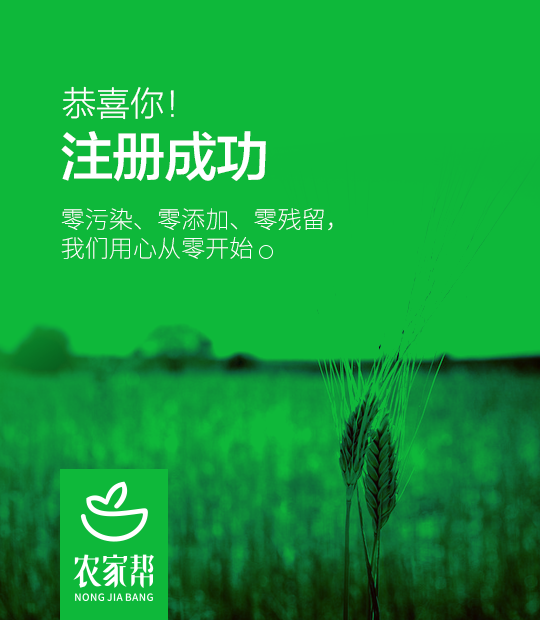 恭喜你！
注册成功
零污染、零添加、零残留，
我们用心从零开始。
农家帮
NONG JIA BANG